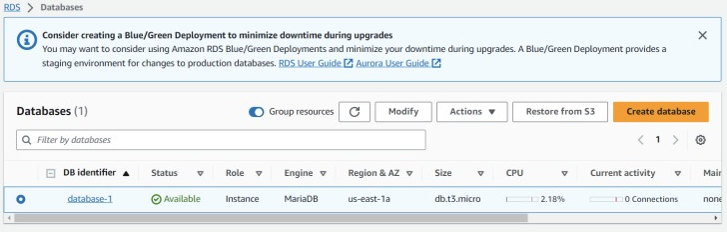 RDS > Databases
Consider creating a Blue/Green Deployment to minimize downtime during upgrades
You may want to consider using Amazon RDS Blue/Green Deployments and minimize your downtime during upgrades. A Blue/Green Deployment provides a
staging environment for changes to production databases. RDS User Guide Aurora User Guide
Databases (1) Group resources Modify Actions Restore from S3 Create database
Filter by databases 1
DB identifier Status Role Engine Region & AZ Size CPU Current activity Main
database-1 Available Instance MariaDB us-east-1a db.t3.micro 2.18% 0 Connections none